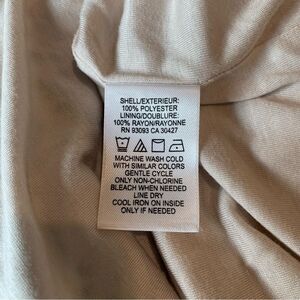 SHELL/EXTERIEUR:
100% POLYESTER
LINING/DOUBLURE:
100% RAYON/RAYONNE
RN 93093 CA 30427
MACHINE WASH COLD
WITH SIMILAR COLORS
GENTLE CYCLE
ONLY NON-CHLORINE
BLEACH WHEN NEEDED
LINE DRY
COOL IRON ON INSIDE
ONLY IF NEEDED